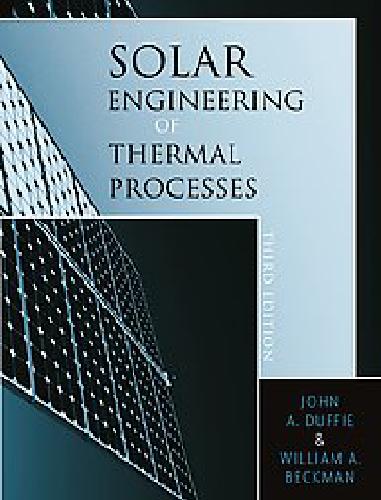 SOLAR
ENGINEERING
OF
THERMAL
PROCESSES
THIRD EDITION
JOHN
A. DUFFIE
&
WILLIAM A.
BECKMAN